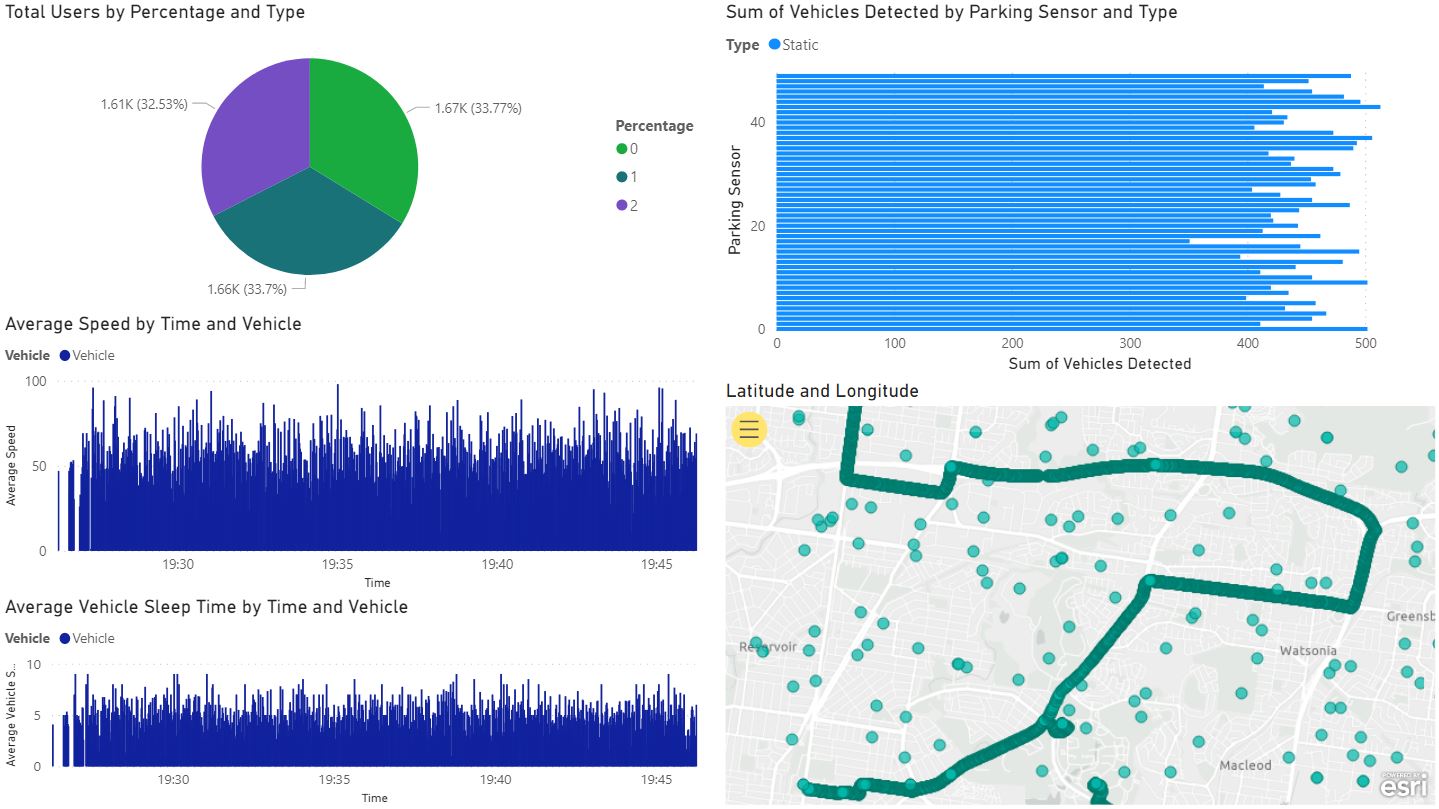 Total Users by Percentage and Type
1.61K (32.53%)
1.67K (33.77%)
1.66K (33.7%)
Percentage
0
1
2
Average Speed by Time and Vehicle
Vehicle Vehicle
Average Speed
100
50
0
19:30 19:35 19:40 19:45
Time
Average Vehicle Sleep Time by Time and Vehicle
Vehicle Vehicle
Average Vehicle S...
10
5
0
19:30 19:35 19:40 19:45
Time
Sum of Vehicles Detected by Parking Sensor and Type
Type Static
Parking Sensor
40
20
0
0 100 200 300 400 500
Sum of Vehicles Detected
Latitude and Longitude
Greensb
Reservoir
Watsonia
Macleod
POWERED BY
esri